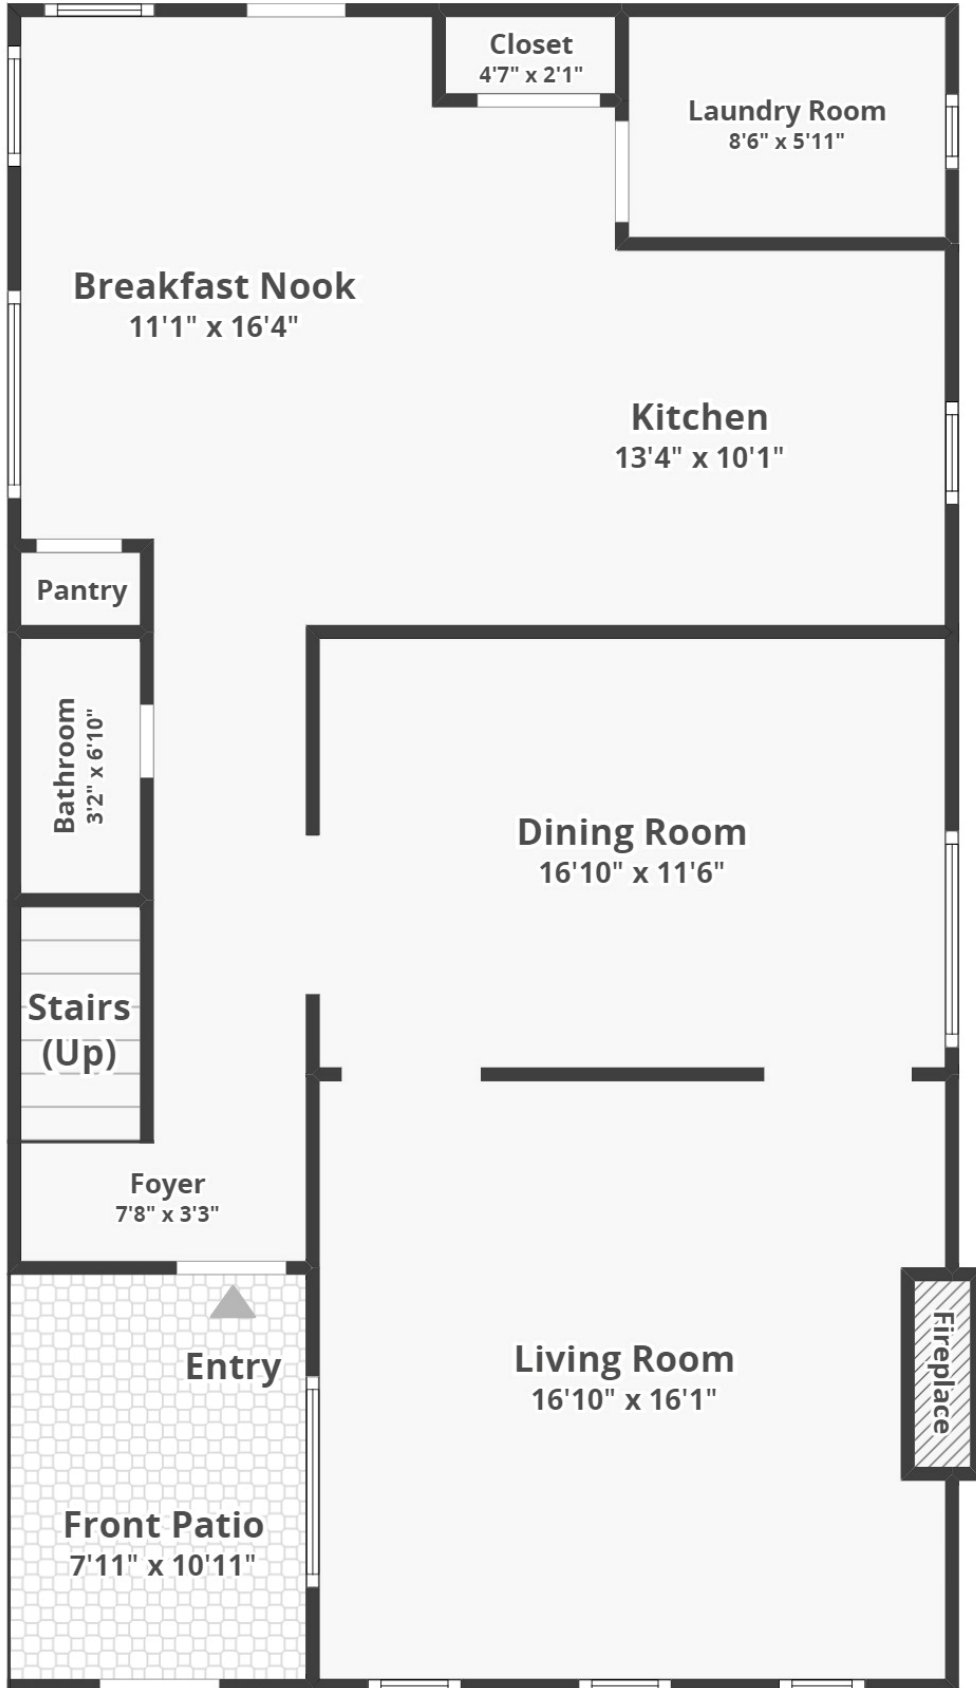 Closet
4'7" x 2'1"
Laundry Room
8'6" x 5'11"
Breakfast Nook
11'1" x 16'4"
Kitchen
13'4" x 10'1"
Pantry
Bathroom
3'2" x 6'10"
Dining Room
16'10" x 11'6"
Stairs
(Up)
Foyer
7'8" x 3'3"
Entry
Living Room
16'10" x 16'1"
Fireplace
Front Patio
7'11" x 10'11"